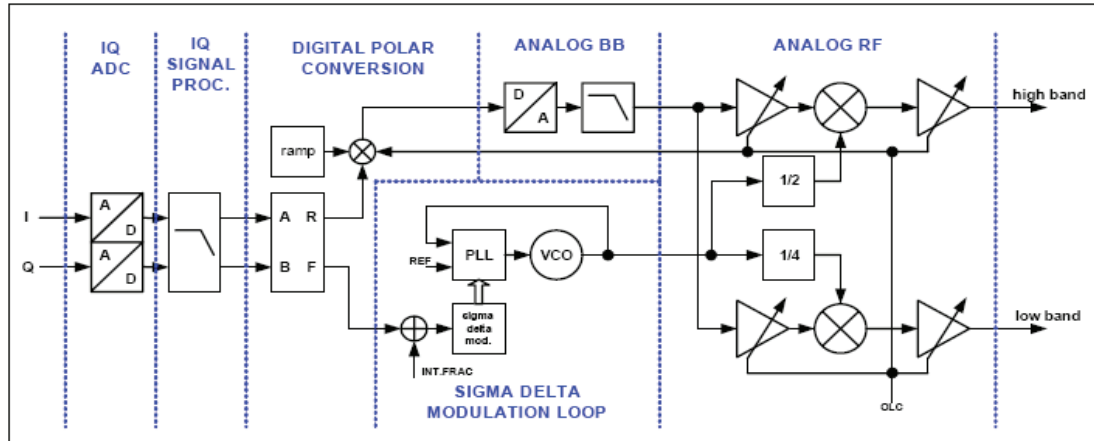 IQ
ADC
IQ
SIGNAL
PROC.
DIGITAL POLAR
CONVERSION
ANALOG BB
ANALOG RF
D
A
high band
ramp
1/2
I
A
D
A R
Q
A
D
B F
REF
PLL
VCO
1/4
sigma
delta
mod.
low band
INT.FRAC
SIGMA DELTA
MODULATION LOOP
OLC